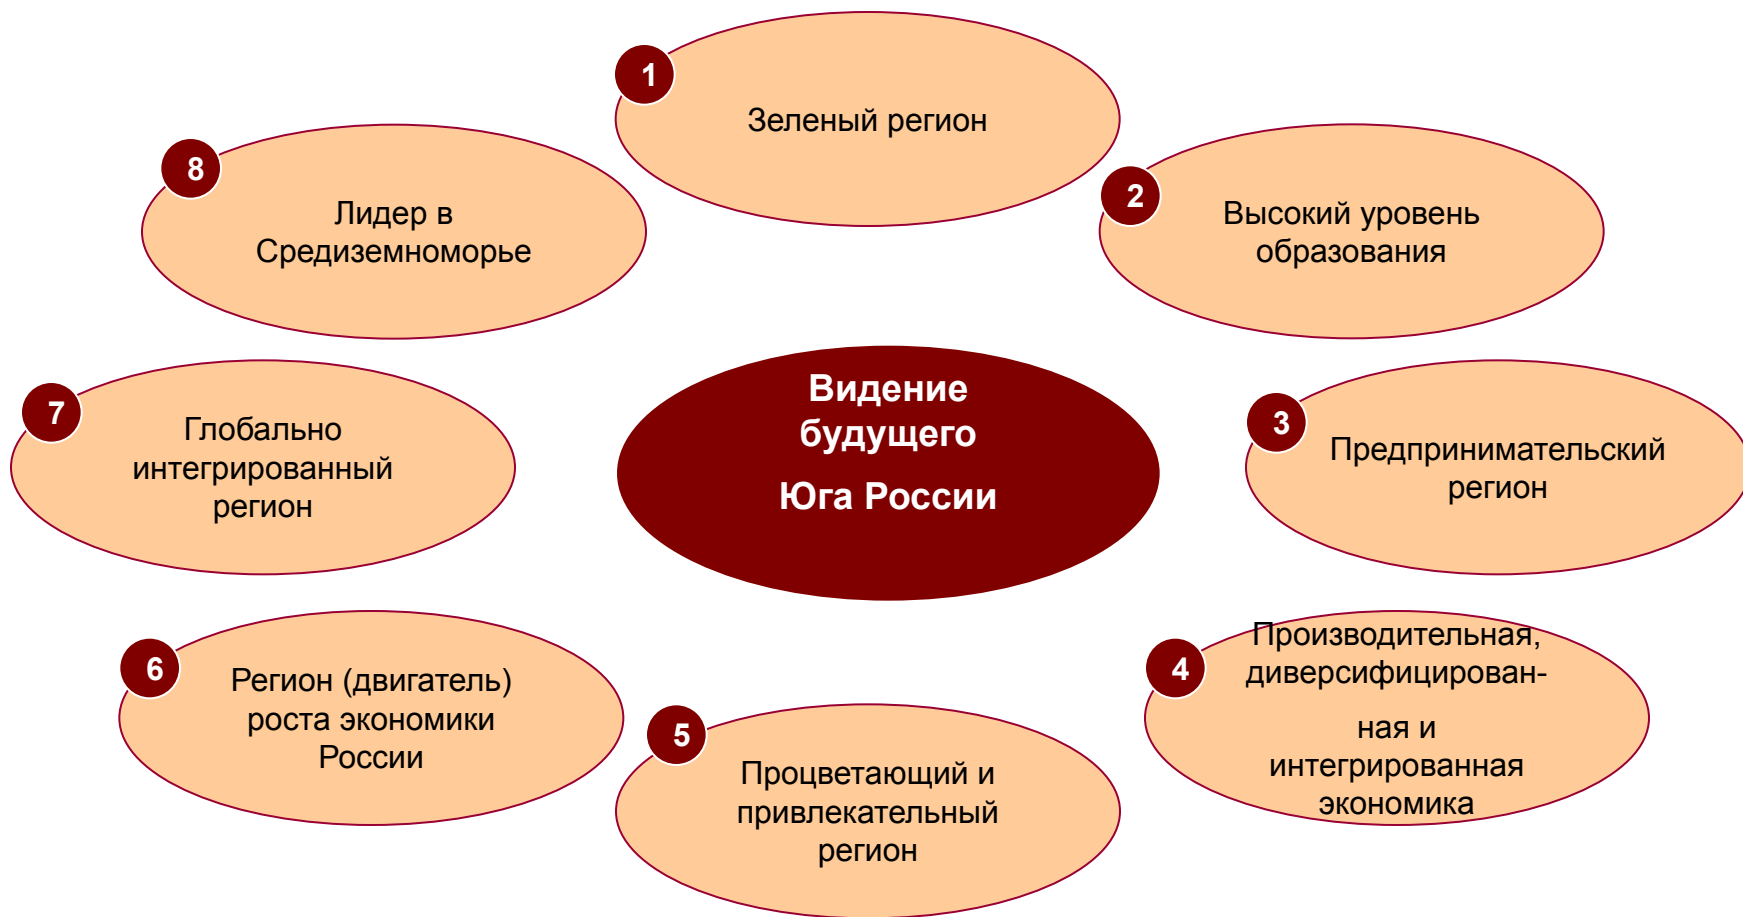 1
Зеленый регион
2
Высокий уровень
образования
3
Предпринимательский
регион
4
Производительная,
диверсифицирован-
ная и
интегрированная
экономика
5
Процветающий и
привлекательный
регион
6
Регион (двигатель)
роста экономики
России
7
Глобально
интегрированный
регион
8
Лидер в
Средиземноморье
Видение
будущего
Юга России